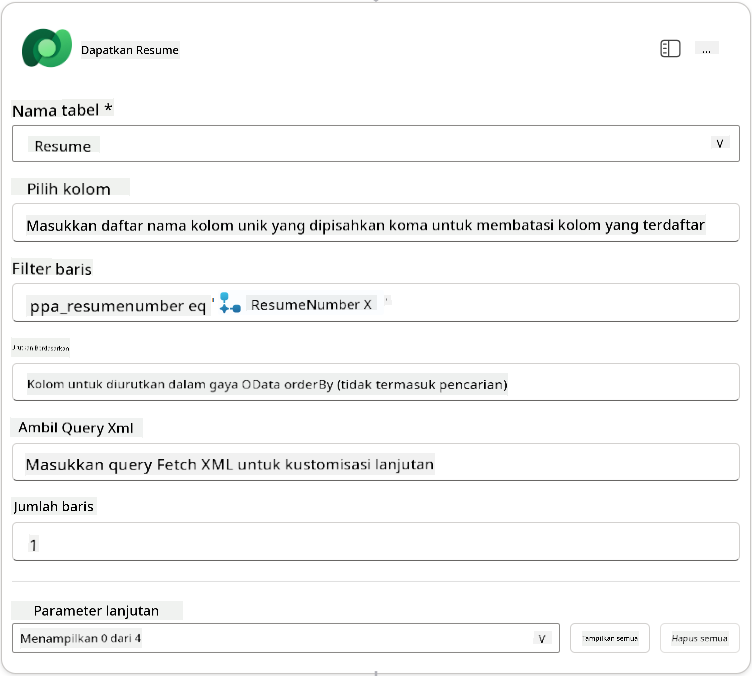 Dapatkan Resume
...
Nama tabel *
Resume
Pilih kolom
Masukkan daftar nama kolom unik yang dipisahkan koma untuk membatasi kolom yang terdaftar
Filter baris
ppa_resumenumber eq ' ResumeNumber X '
Urutkan Berdasarkan
Kolom untuk diurutkan dalam gaya OData orderBy (tidak termasuk pencarian)
Ambil Query Xml
Masukkan query Fetch XML untuk kustomisasi lanjutan
Jumlah baris
1
Parameter lanjutan
Menampilkan 0 dari 4
Tampilkan semua
Hapus semua